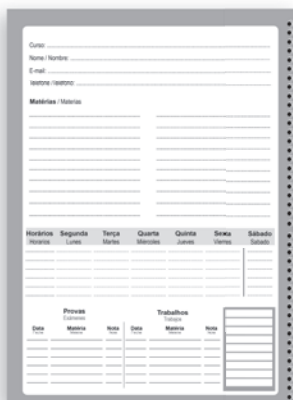 Curso:
Nome / Nombre:
E-mail:
Telefone / Teléfono:
Matérias / Materias
Horários Segunda Terça Quarta Quinta Sexta Sábado
Horarios Lunes Martes Miércoles Jueves Viernes Sabado
Provas Trabalhos
Exámenes Trabajos
Data Matéria Nota Data Matéria Nota
Fecha Materia Nota Fecha Materia Nota